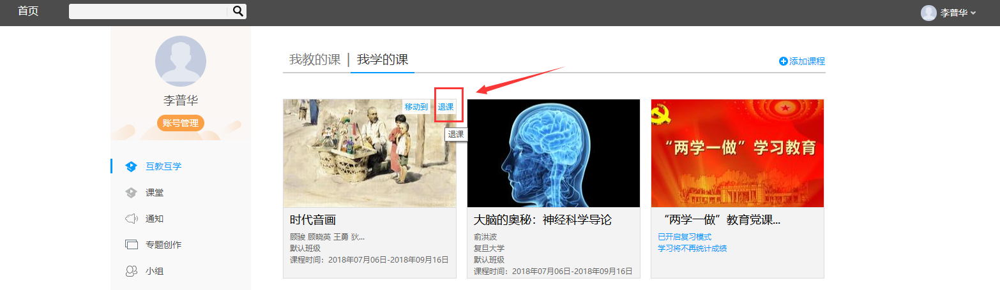 首页
李普华
李普华
账号管理
互教互学
课堂
通知
专题创作
小组
我教的课 | 我学的课
添加课程
移动到 退课
退课
时代音画
顾骏 顾晓英 王勇 狄...
默认班级
课程时间：2018年07月06日-2018年09月16日
大脑的奥秘：神经科学导论
俞洪波
复旦大学
默认班级
课程时间：2018年07月06日-2018年09月16日
“两学一做”学习教育
“两学一做”教育党课...
已开启复习模式
学习将不再统计成绩